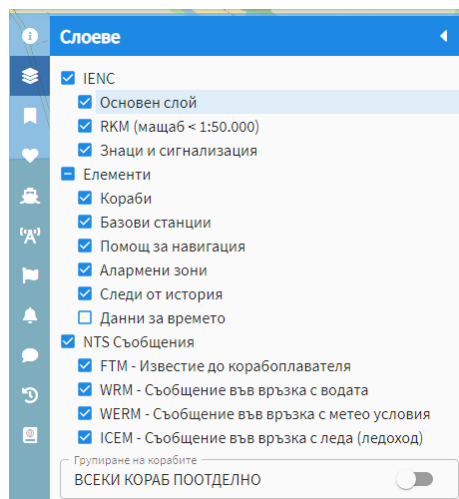 Слоеве
IENC
Основен слой
RKM (мащаб < 1:50.000)
Знаци и сигнализация
Елементи
Кораби
Базови станции
Помощ за навигация
Алармени зони
Следи от история
Данни за времето
NTS Съобщения
FTM - Известие до корабоплавателя
WRM - Съобщение във връзка с водата
WERM - Съобщение във връзка с метео условия
ICEM - Съобщение във връзка с леда (ледоход)
Групиране на корабите
ВСЕКИ КОРАБ ПООТДЕЛНО